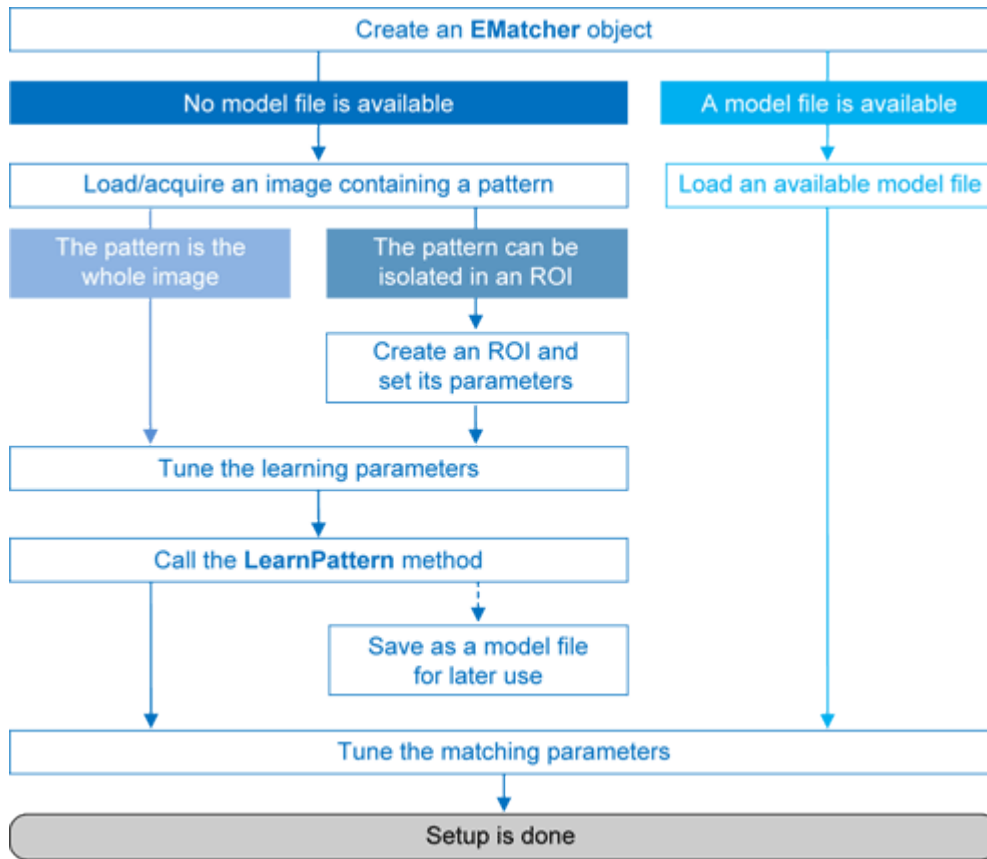 Create an EMatcher object
No model file is available
A model file is available
Load/acquire an image containing a pattern
Load an available model file
The pattern is the
whole image
The pattern can be
isolated in an ROI
Create an ROI and
set its parameters
Tune the learning parameters
Call the LearnPattern method
Save as a model file
for later use
Tune the matching parameters
Setup is done